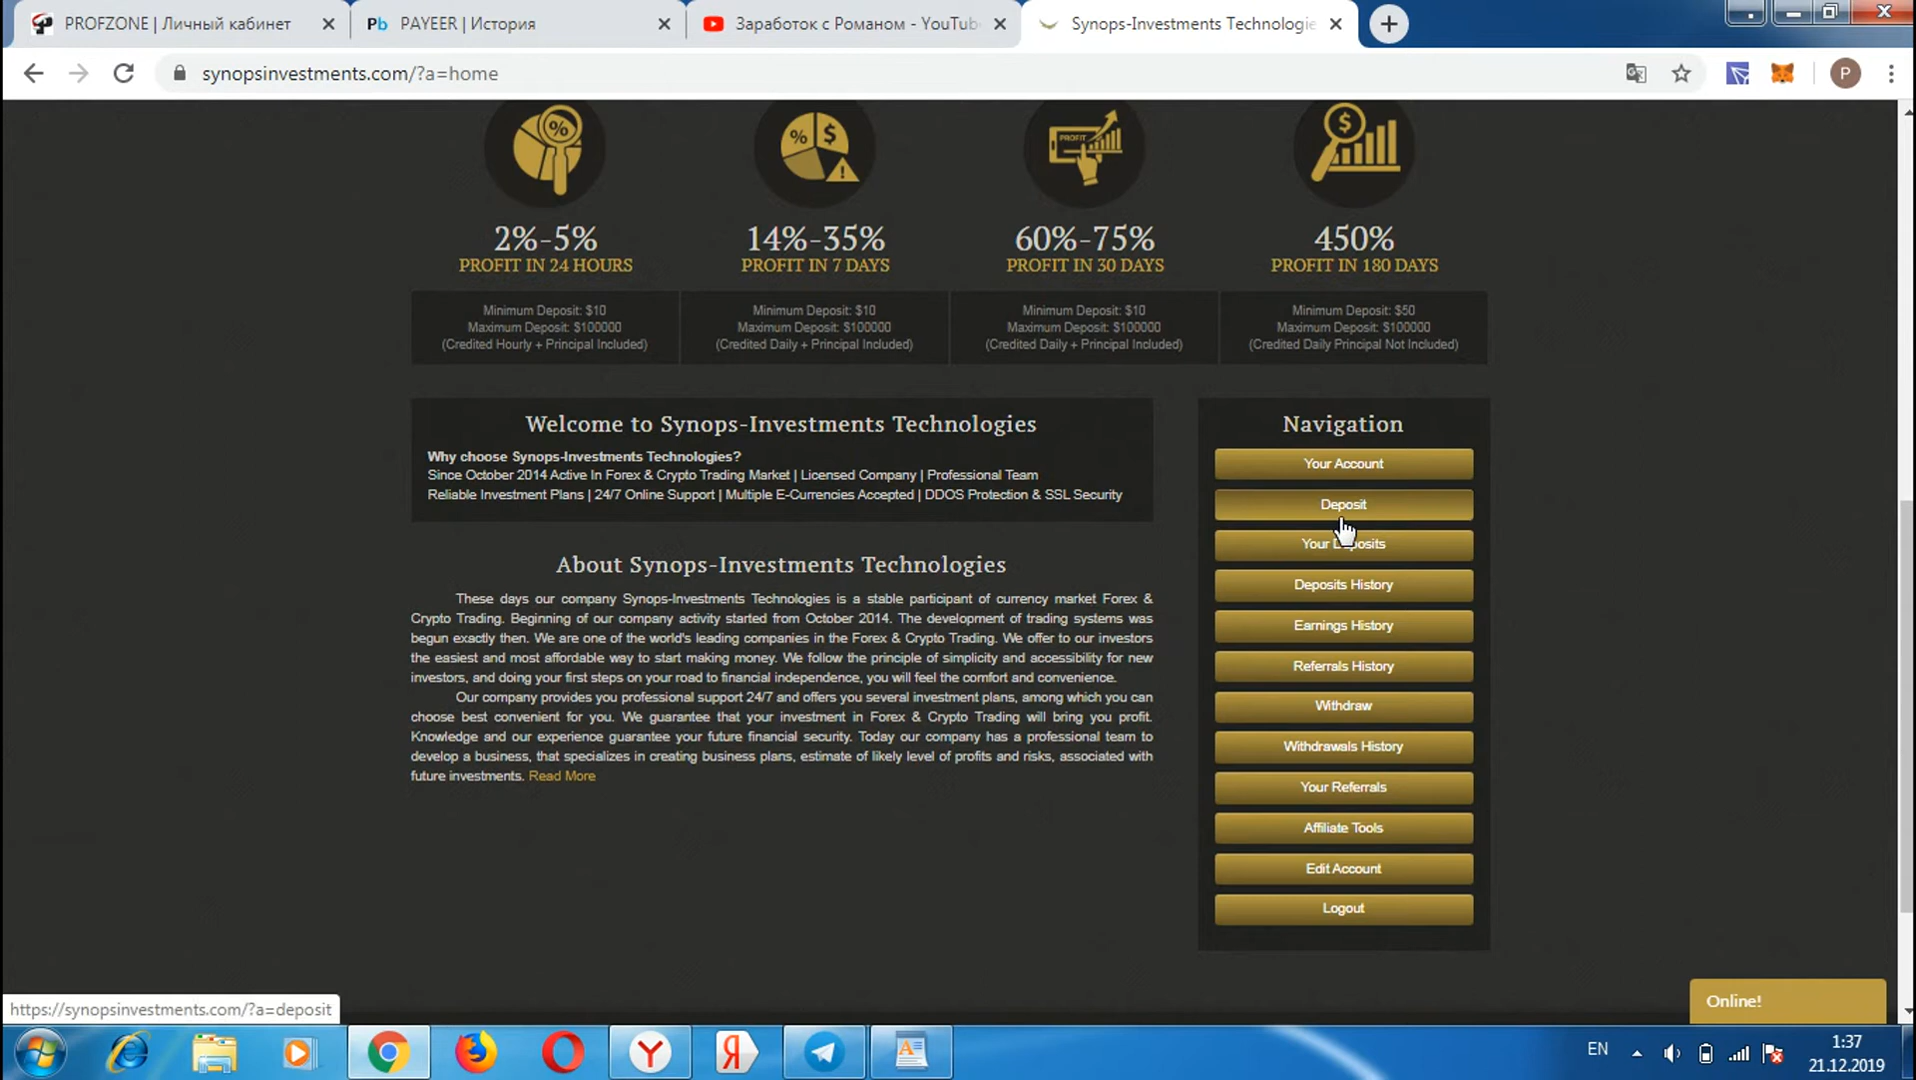 PROFZONE | Личный кабинет
Pb PAYEER | История
Заработок с Романом - YouTub
Synops-Investments Technologie
synopsinvestments.com/?a=home
P
% % $ PROFIT $
2%-5% 14%-35% 60%-75% 450%
PROFIT IN 24 HOURS PROFIT IN 7 DAYS PROFIT IN 30 DAYS PROFIT IN 180 DAYS
Minimum Deposit: $10 Minimum Deposit: $10 Minimum Deposit: $10 Minimum Deposit: $50
Maximum Deposit: $100000 Maximum Deposit: $100000 Maximum Deposit: $100000 Maximum Deposit: $100000
(Credited Hourly + Principal Included) (Credited Daily + Principal Included) (Credited Daily + Principal Included) (Credited Daily Principal Not Included)
Welcome to Synops-Investments Technologies
Why choose Synops-Investments Technologies?
Since October 2014 Active In Forex & Crypto Trading Market | Licensed Company | Professional Team
Reliable Investment Plans | 24/7 Online Support | Multiple E-Currencies Accepted | DDOS Protection & SSL Security
About Synops-Investments Technologies
These days our company Synops-Investments Technologies is a stable participant of currency market Forex &
Crypto Trading. Beginning of our company activity started from October 2014. The development of trading systems was
begun exactly then. We are one of the world's leading companies in the Forex & Crypto Trading. We offer to our investors
the easiest and most affordable way to start making money. We follow the principle of simplicity and accessibility for new
investors, and doing your first steps on your road to financial independence, you will feel the comfort and convenience.
Our company provides you professional support 24/7 and offers you several investment plans, among which you can
choose best convenient for you. We guarantee that your investment in Forex & Crypto Trading will bring you profit.
Knowledge and our experience guarantee your future financial security. Today our company has a professional team to
develop a business, that specializes in creating business plans, estimate of likely level of profits and risks, associated with
future investments. Read More
Navigation
Your Account
Deposit
Your Deposits
Deposits History
Earnings History
Referrals History
Withdraw
Withdrawals History
Your Referrals
Affiliate Tools
Edit Account
Logout
Online!
https://synopsinvestments.com/?a=deposit
EN
1:37
21.12.2019